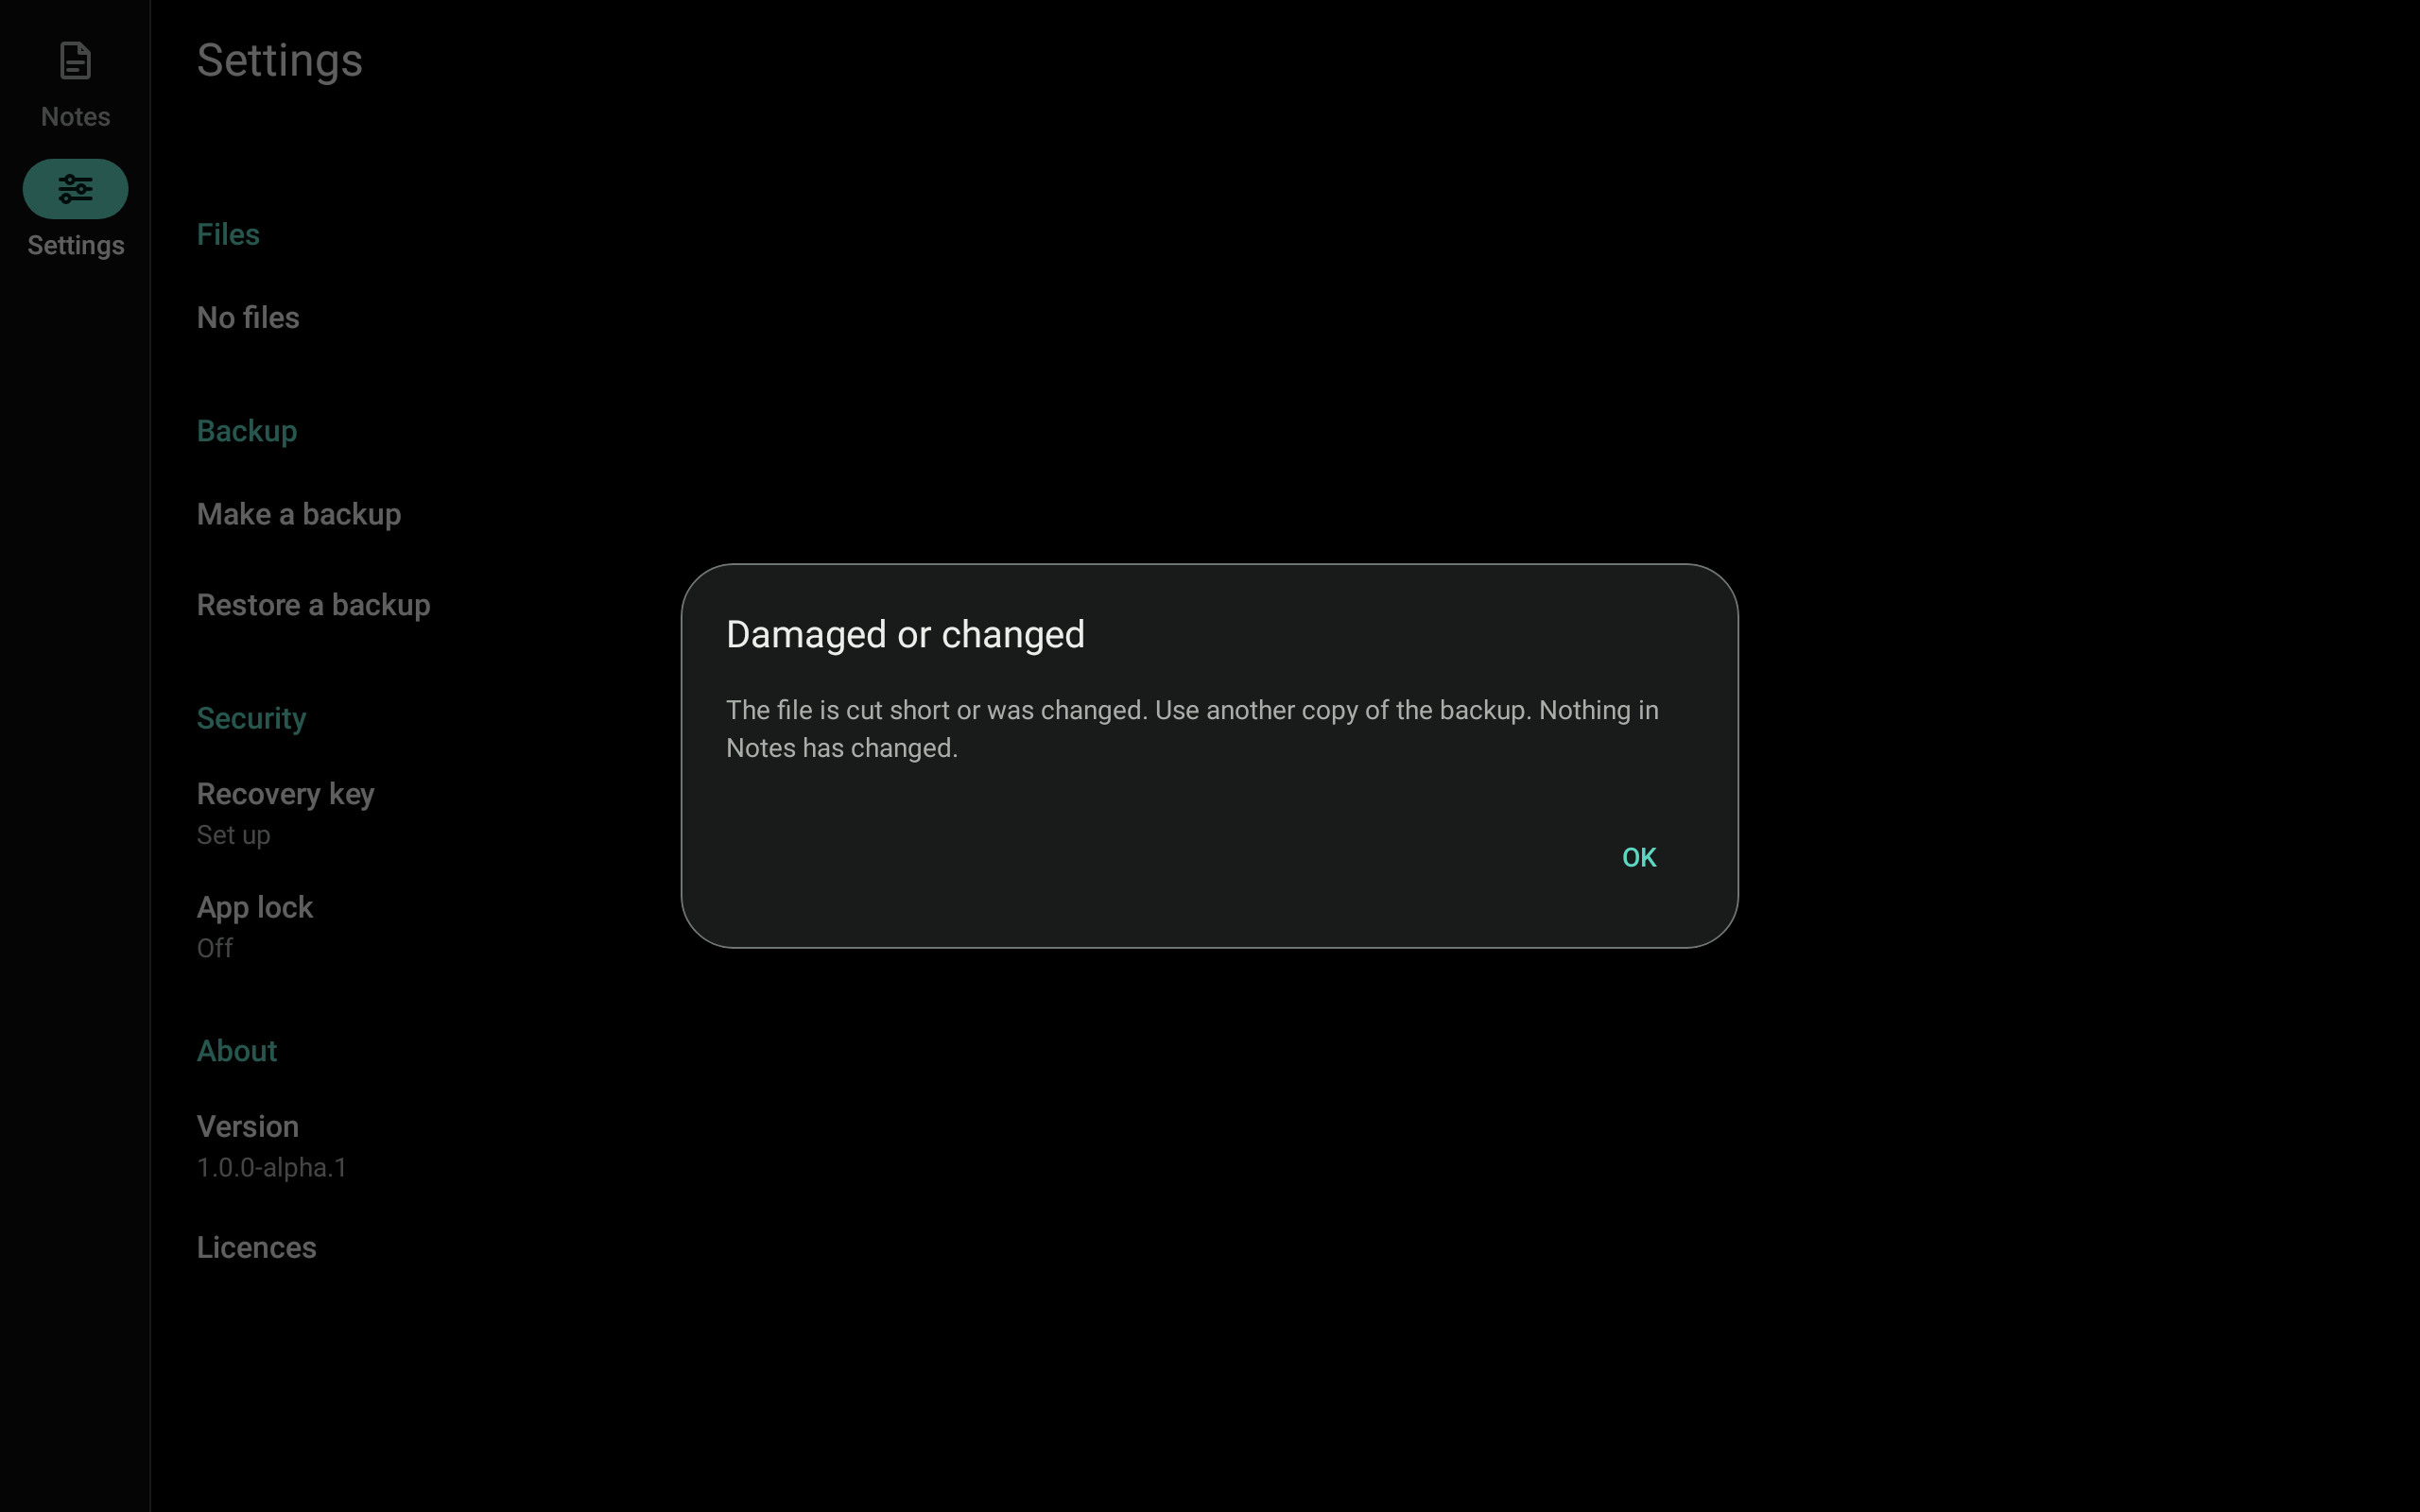 Notes
Settings
Settings
Files
No files
Backup
Make a backup
Restore a backup
Security
Recovery key
Set up
App lock
Off
About
Version
1.0.0-alpha.1
Licences
Damaged or changed
The file is cut short or was changed. Use another copy of the backup. Nothing in
Notes has changed.
OK